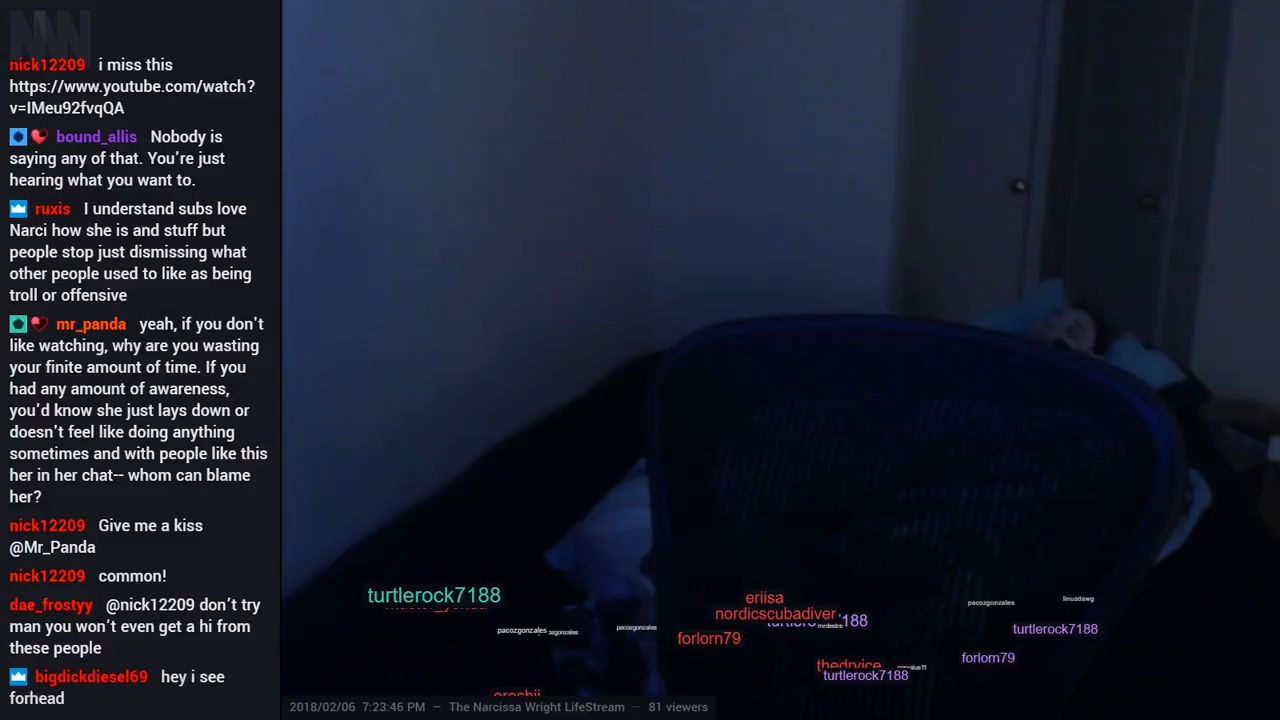 NNN
nick12209 i miss this
https://www.youtube.com/watch?
v=IMeu92fvqQA
bound_allis Nobody is
saying any of that. You're just
hearing what you want to.
ruxis I understand subs love
Narci how she is and stuff but
people stop just dismissing what
other people used to like as being
troll or offensive
mr_panda yeah, if you don't
like watching, why are you wasting
your finite amount of time. If you
had any amount of awareness,
you'd know she just lays down or
doesn't feel like doing anything
sometimes and with people like this
her in her chat-- whom can blame
her?
nick12209 Give me a kiss
@Mr_Panda
nick12209 common!
dae_frostyy @nick12209 don't try
man you won't even get a hi from
these people
bigdickdiesel69 hey i see
forhead
turtlerock7188
pacozgonzales
pacozgonzales
eriisa
nordicscubadiver
188
forlorn79
pacozgonzales
linusdawg
turtlerock7188
forlorn79
thedrvice
turtlerock7188
2018/02/06 7:23:46 PM – The Narcissa Wright LifeStream – 81 viewers